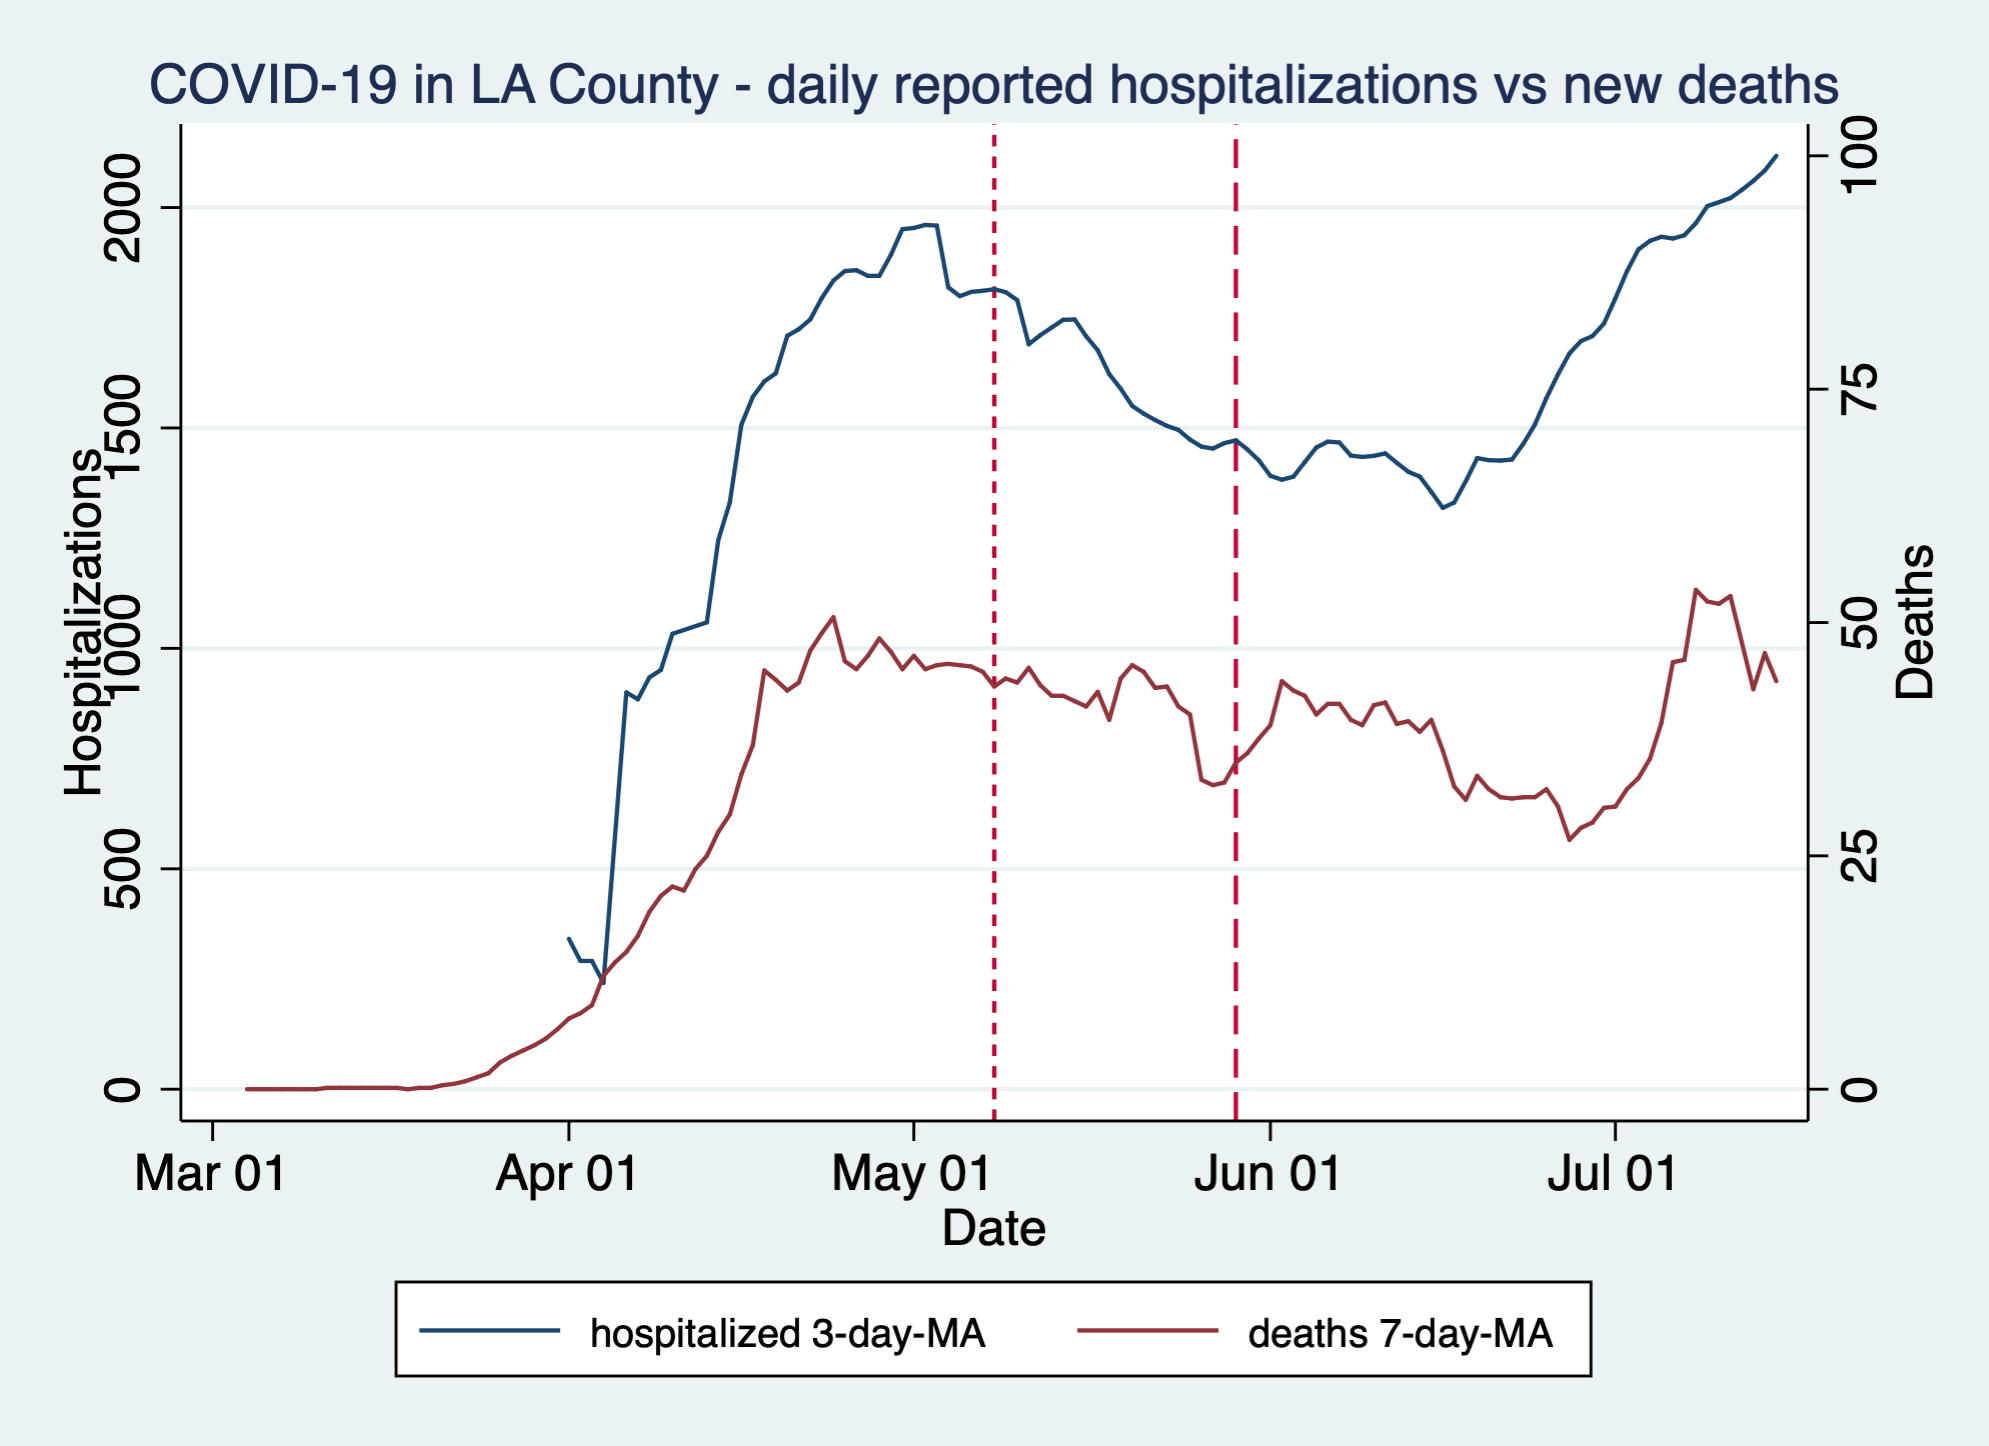 COVID-19 in LA County - daily reported hospitalizations vs new deaths
Hospitalizations
2000
1500
1000
500
0
100
75
50
25
0
Deaths
Mar 01 Apr 01 May 01 Jun 01 Jul 01
Date
hospitalized 3-day-MA deaths 7-day-MA